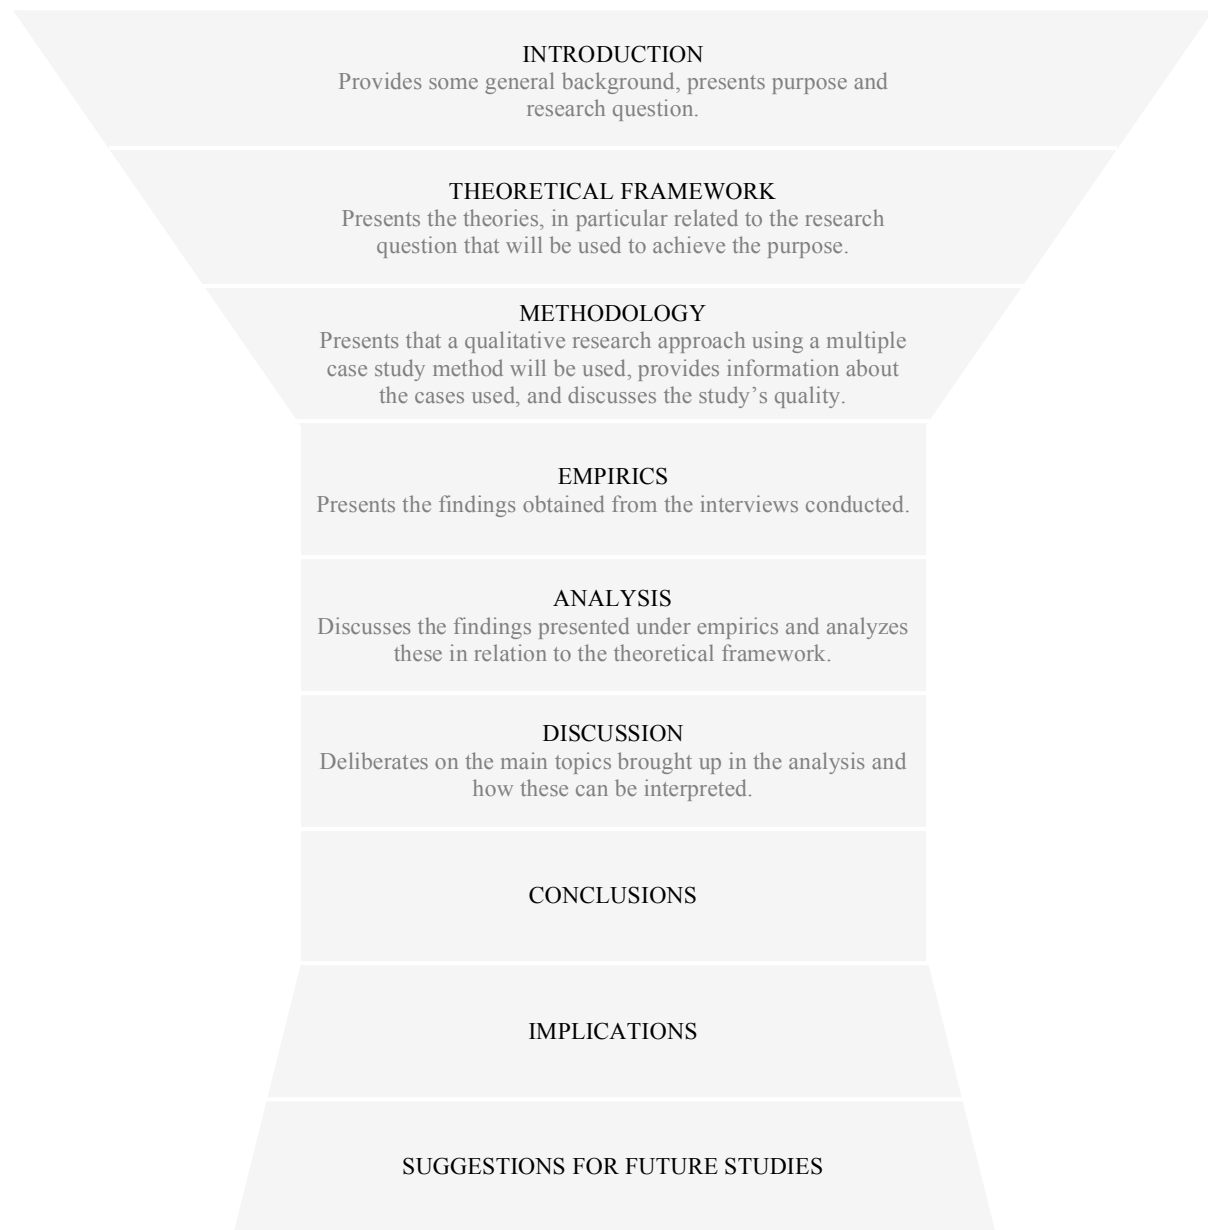 INTRODUCTION
Provides some general background, presents purpose and
research question.
THEORETICAL FRAMEWORK
Presents the theories, in particular related to the research
question that will be used to achieve the purpose.
METHODOLOGY
Presents that a qualitative research approach using a multiple
case study method will be used, provides information about
the cases used, and discusses the study’s quality.
EMPIRICS
Presents the findings obtained from the interviews conducted.
ANALYSIS
Discusses the findings presented under empirics and analyzes
these in relation to the theoretical framework.
DISCUSSION
Deliberates on the main topics brought up in the analysis and
how these can be interpreted.
CONCLUSIONS
IMPLICATIONS
SUGGESTIONS FOR FUTURE STUDIES